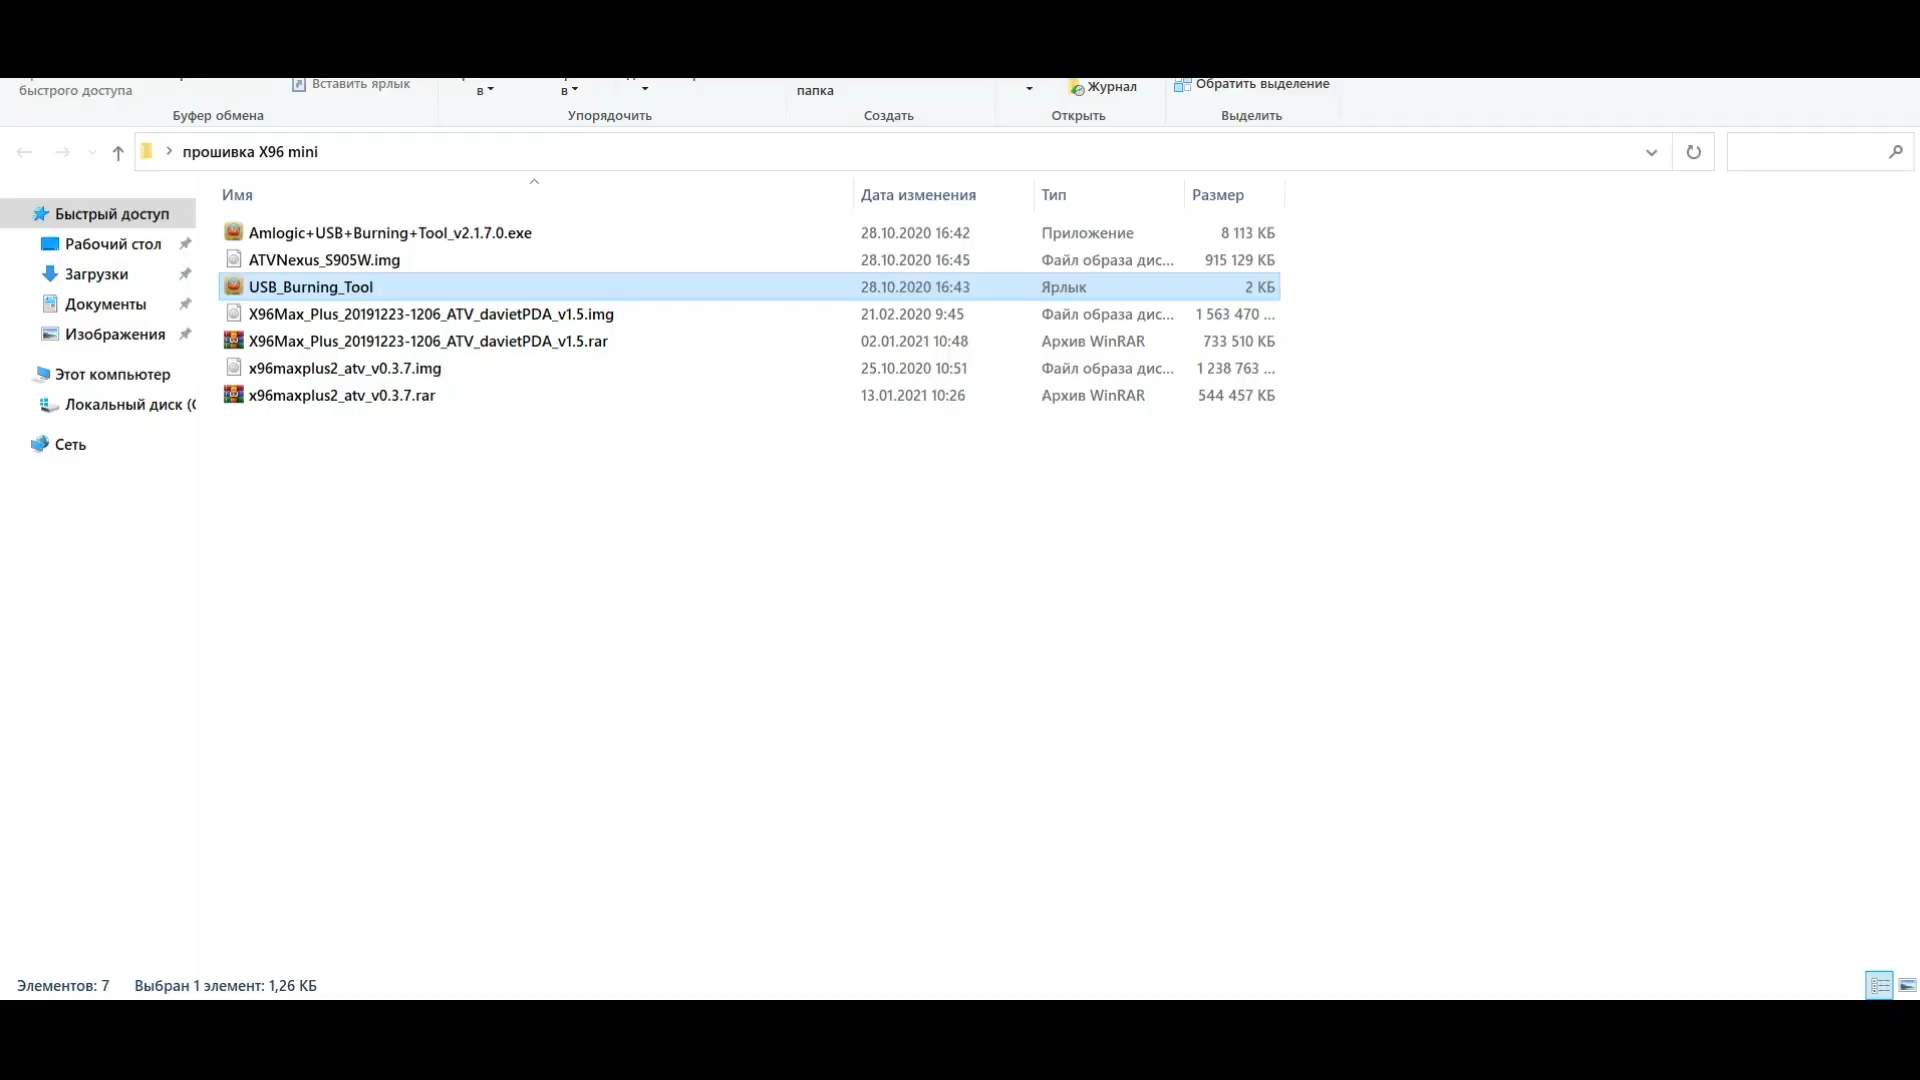 быстрого доступа
Вставить ярлык
в
в
папка
Журнал
Обратить выделение
Буфер обмена
Упорядочить
Создать
Открыть
Выделить
прошивка X96 mini
Имя
Дата изменения
Тип
Размер
Быстрый доступ
Рабочий стол
Загрузки
Документы
Изображения
Этот компьютер
Локальный диск (
Сеть
Amlogic+USB+Burning+Tool_v2.1.7.0.exe 28.10.2020 16:42 Приложение 8 113 КБ
ATVNexus_S905W.img 28.10.2020 16:45 Файл образа дис... 915 129 КБ
USB_Burning_Tool 28.10.2020 16:43 Ярлык 2 КБ
X96Max_Plus_20191223-1206_ATV_davietPDA_v1.5.img 21.02.2020 9:45 Файл образа дис... 1 563 470 ...
X96Max_Plus_20191223-1206_ATV_davietPDA_v1.5.rar 02.01.2021 10:48 Архив WinRAR 733 510 КБ
x96maxplus2_atv_v0.3.7.img 25.10.2020 10:51 Файл образа дис... 1 238 763 ...
x96maxplus2_atv_v0.3.7.rar 13.01.2021 10:26 Архив WinRAR 544 457 КБ
Элементов: 7 Выбран 1 элемент: 1,26 КБ